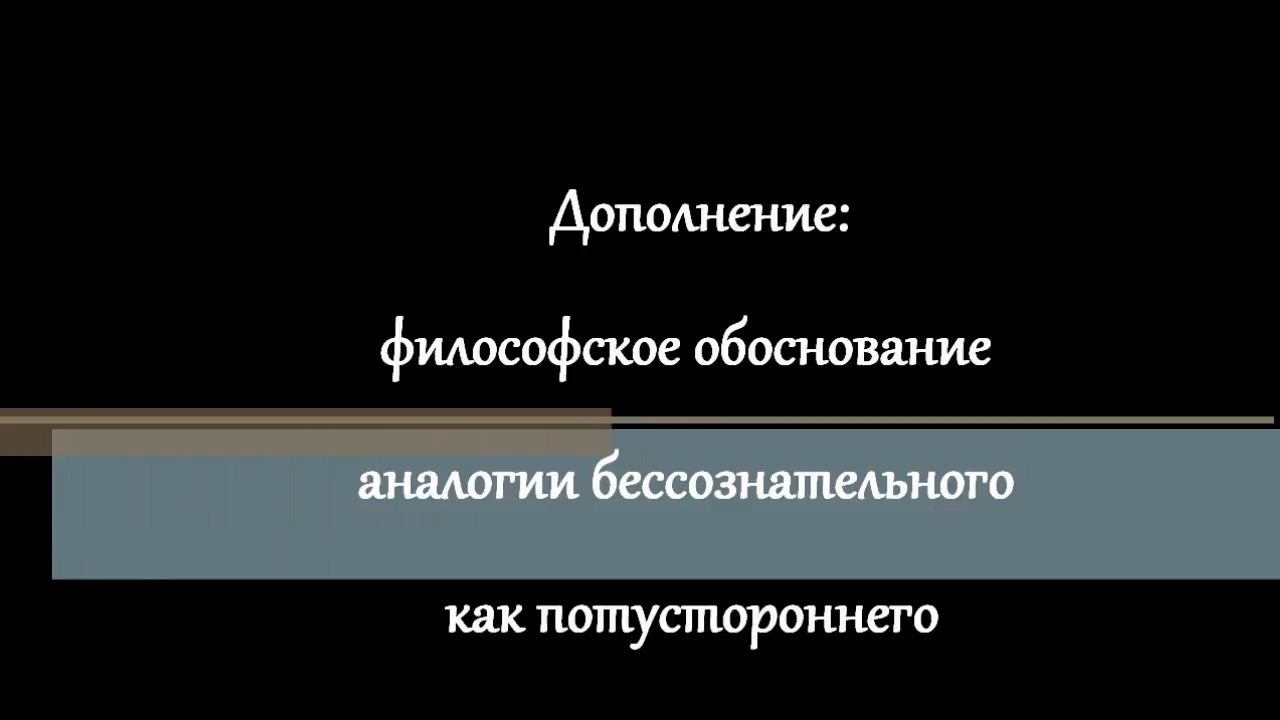 Дополнение:
философское обоснование
аналогии бессознательного
как потустороннего